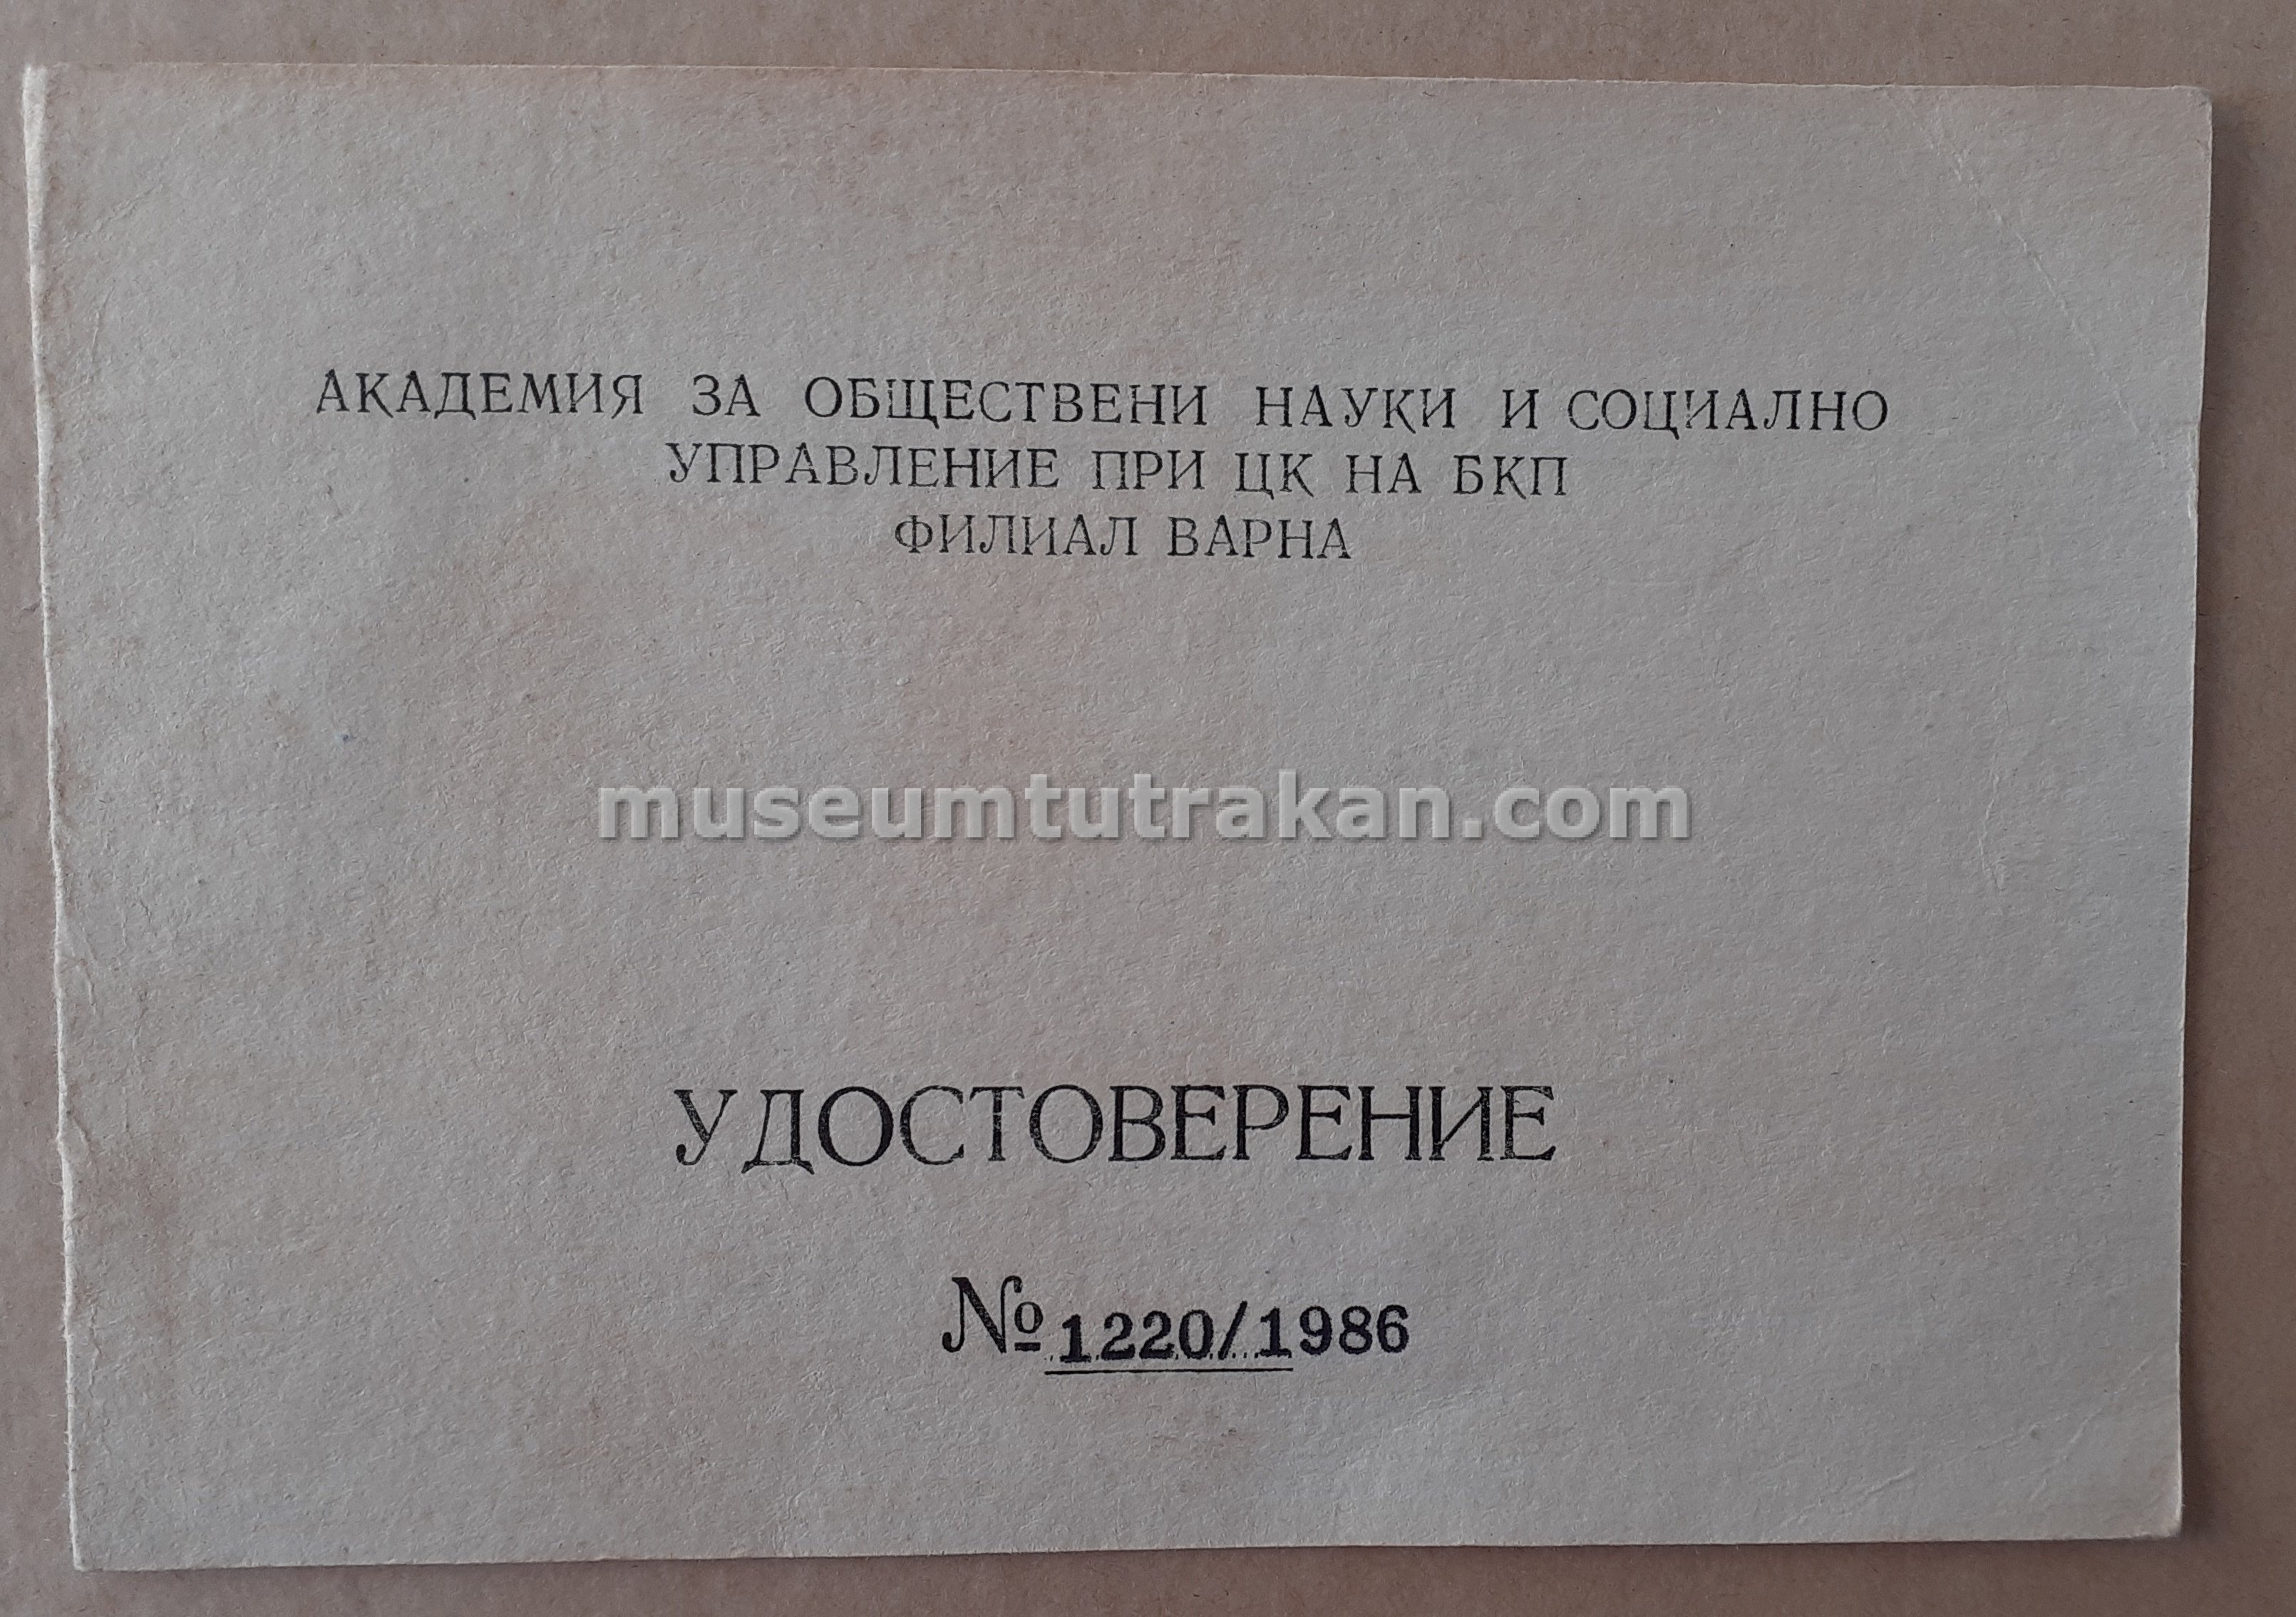 АКАДЕМИЯ ЗА ОБЩЕСТВЕНИ НАУКИ И СОЦИАЛНО
УПРАВЛЕНИЕ ПРИ ЦК НА БКП
ФИЛИАЛ ВАРНА
museumtutrakan.com
УДОСТОВЕРЕНИЕ
№ 1220/1986